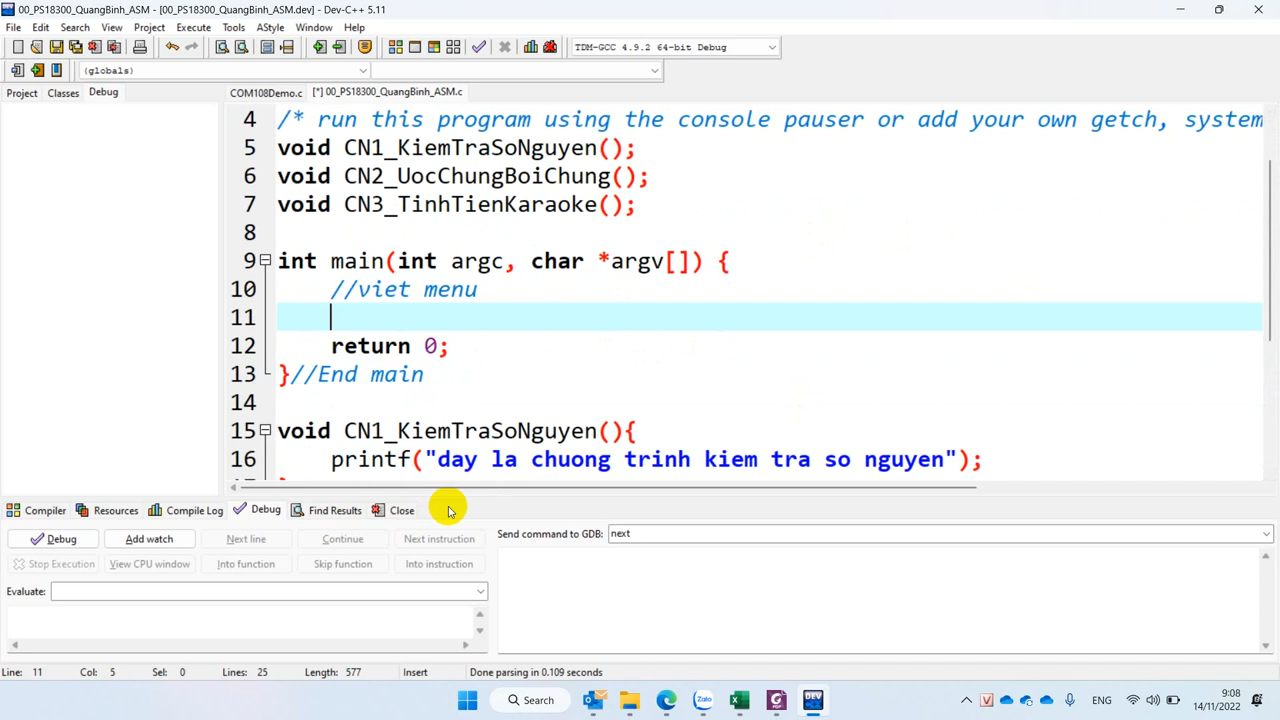 00_PS18300_QuangBinh_ASM - [00_PS18300_QuangBinh_ASM.dev] - Dev-C++ 5.11
File Edit Search View Project Execute Tools AStyle Window Help
TDM-GCC 4.9.2 64-bit Debug
(globals)
Project Classes Debug
COM108Demo.c [*] 00_PS18300_QuangBinh_ASM.c
4 /* run this program using the console pauser or add your own getch, system
5 void CN1_KiemTraSoNguyen();
6 void CN2_UocChungBoiChung();
7 void CN3_TinhTienKaraoke();
8
9 int main(int argc, char *argv[]) {
10 //viet menu
11
12 return 0;
13 }//End main
14
15 void CN1_KiemTraSoNguyen(){
16 printf("day la chuong trinh kiem tra so nguyen");
Compiler Resources Compile Log Debug Find Results Close
Debug Add watch Next line Continue Next instruction
Send command to GDB: next
Stop Execution View CPU window Into function Skip function Into instruction
Evaluate:
Line: 11 Col: 5 Sel: 0 Lines: 25 Length: 577 Insert Done parsing in 0.109 seconds
Search
Zalo
PDF
DEV
V
ENG
9:08
14/11/2022